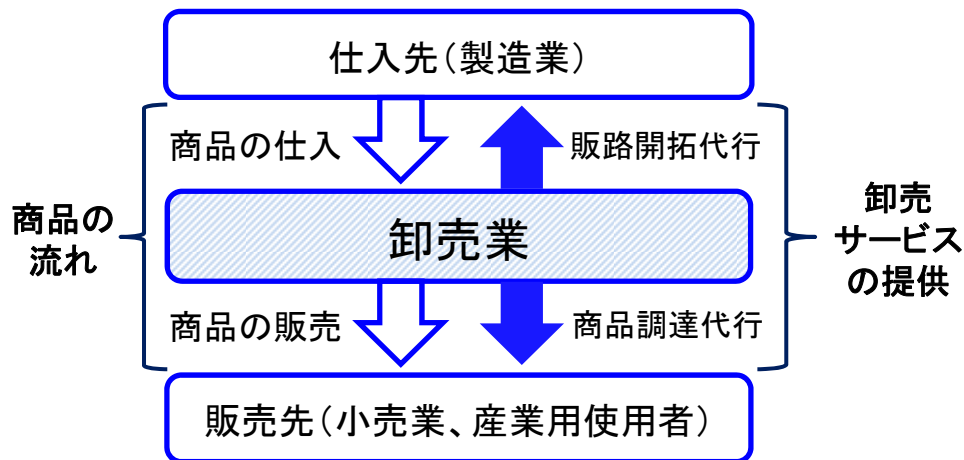 仕入先(製造業)
商品の仕入
販路開拓代行
商品の
流れ
卸売業
卸売
サービス
の提供
商品の販売
商品調達代行
販売先(小売業、産業用使用者)